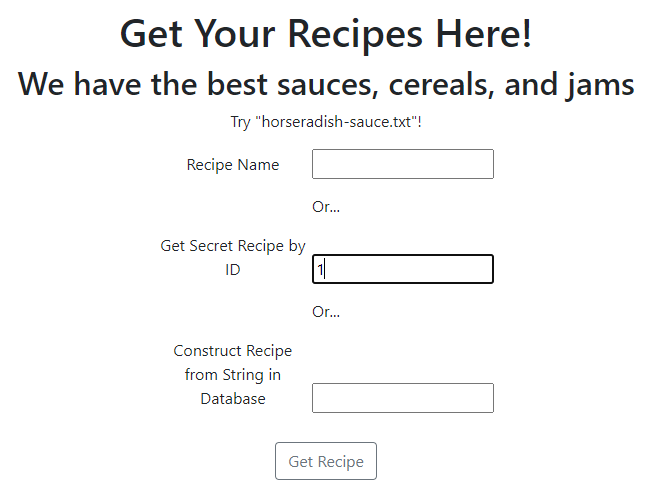 Get Your Recipes Here!
We have the best sauces, cereals, and jams
Try "horseradish-sauce.txt"!
Recipe Name
Or...
Get Secret Recipe by
ID
1
Or...
Construct Recipe
from String in
Database
Get Recipe